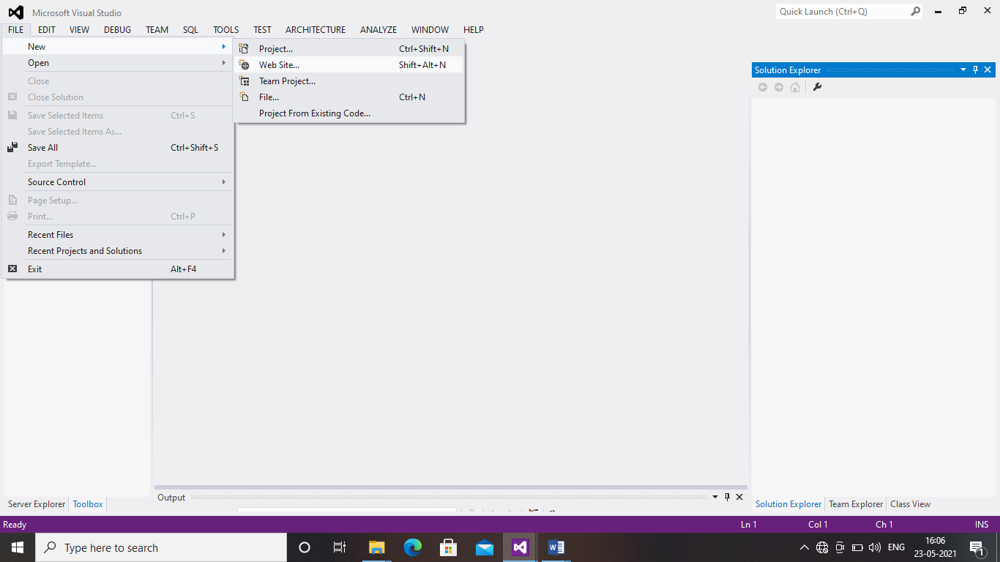 Microsoft Visual Studio
Quick Launch (Ctrl+Q)
FILE EDIT VIEW DEBUG TEAM SQL TOOLS TEST ARCHITECTURE ANALYZE WINDOW HELP
New
Open
Close
Close Solution
Save Selected Items Ctrl+S
Save Selected Items As...
Save All Ctrl+Shift+S
Export Template...
Source Control
Page Setup...
Print... Ctrl+P
Recent Files
Recent Projects and Solutions
Exit Alt+F4
Project... Ctrl+Shift+N
Web Site... Shift+Alt+N
Team Project...
File... Ctrl+N
Project From Existing Code...
Solution Explorer
Output
Server Explorer Toolbox
Solution Explorer Team Explorer Class View
Ready Ln 1 Col 1 Ch 1 INS
Type here to search
ENG
16:06
23-05-2021
1